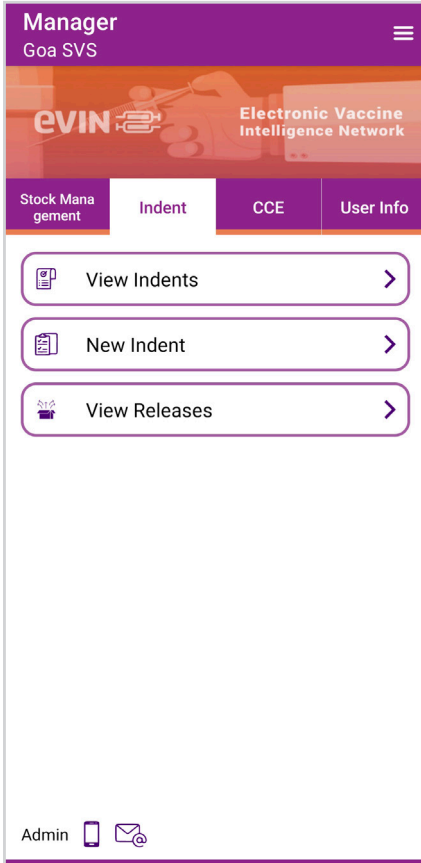 Manager
Goa SVS
eVIN
Electronic Vaccine
Intelligence Network
Stock Mana
gement
Indent
CCE
User Info
View Indents
New Indent
View Releases
Admin